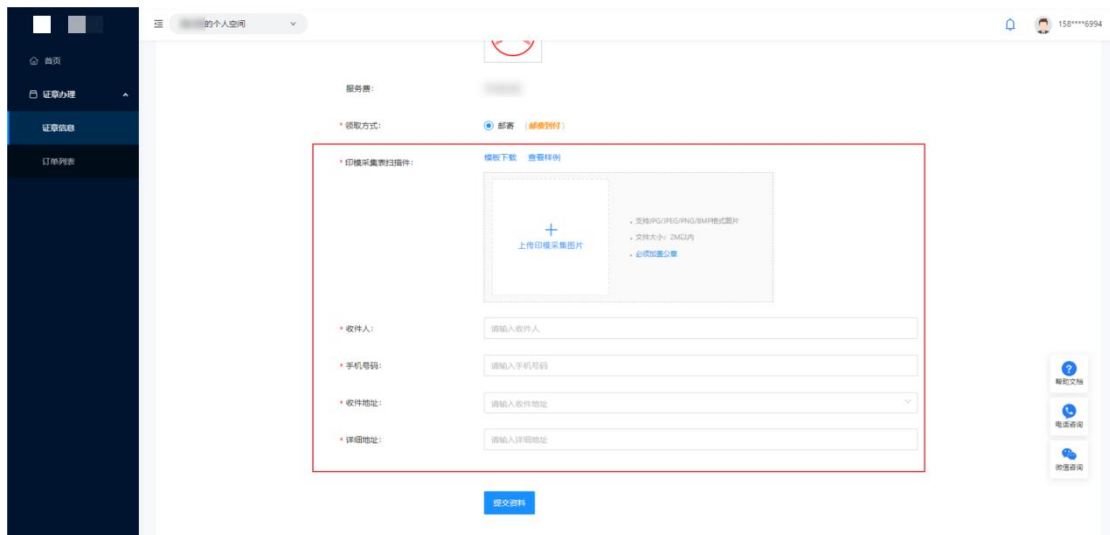 的个人空间
158****6994
首页
证章办理
证章信息
订单列表
服务费:
* 领取方式: 邮寄 (邮费到付)
* 印模采集表扫描件: 模板下载 查看样例
上传印模采集图片
支持JPG/JPEG/PNG/BMP格式图片
文件大小: 2M以内
必须加盖公章
* 收件人: 请输入收件人
* 手机号码: 请输入手机号码
* 收件地址: 请输入收件地址
* 详细地址: 请输入详细地址
提交资料
帮助文档
电话咨询
微信咨询